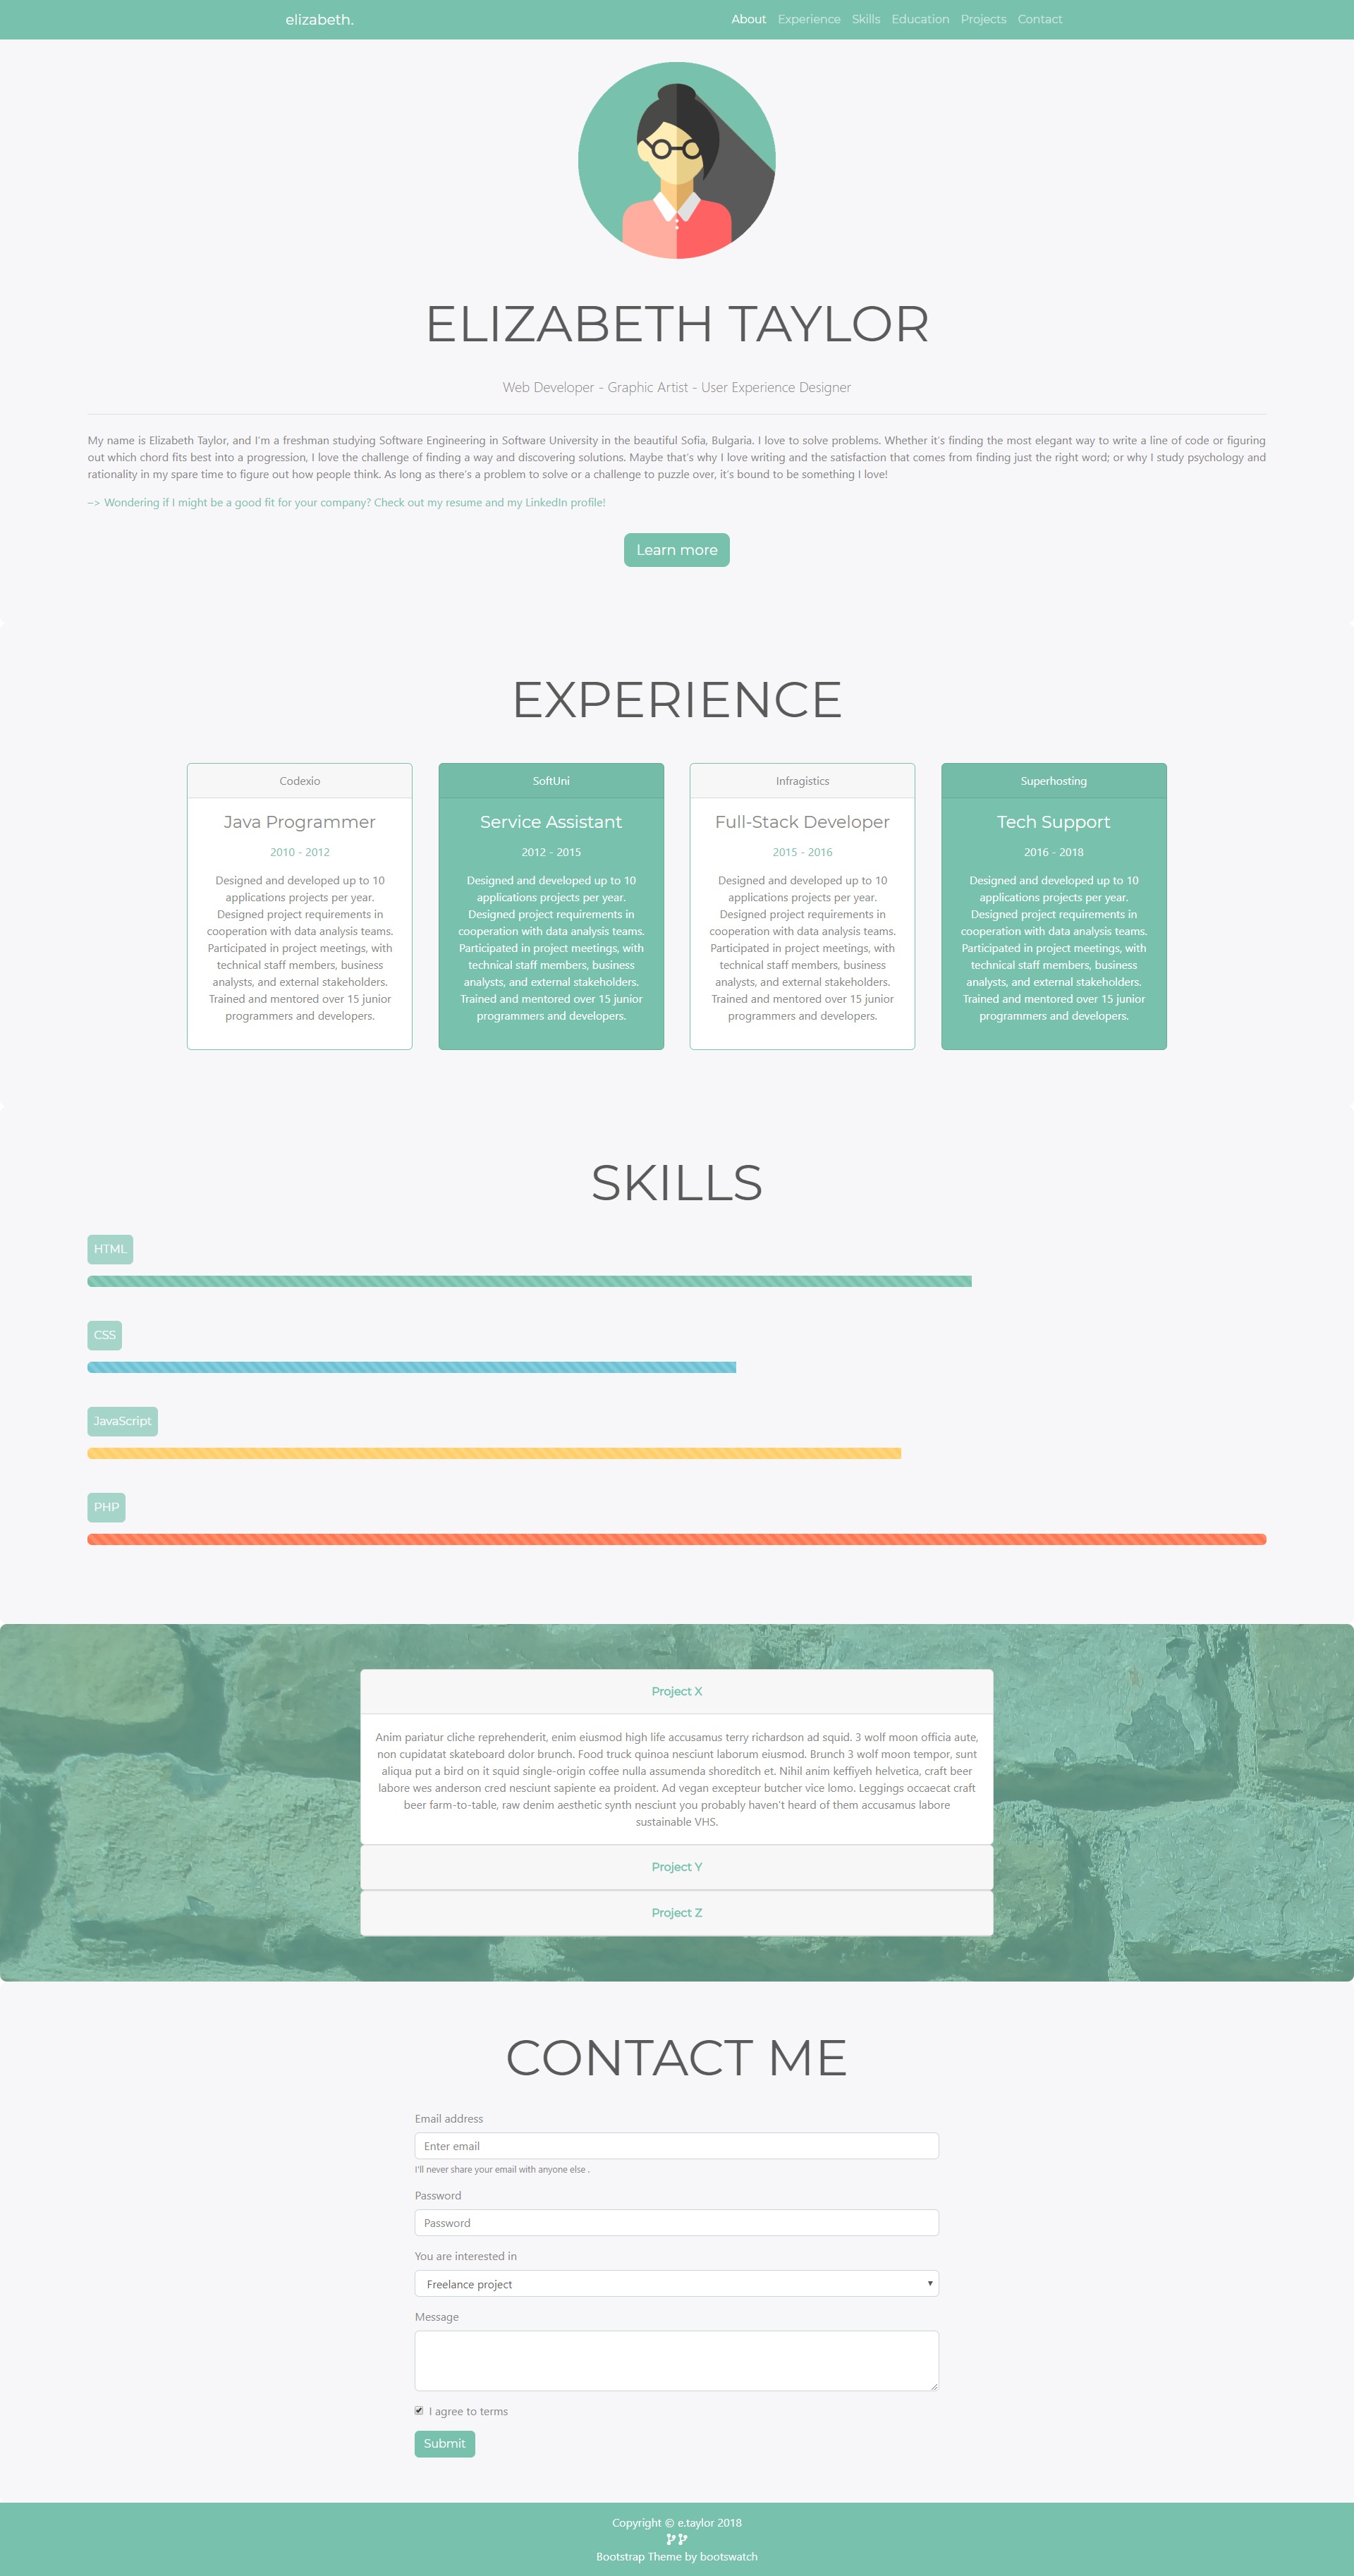 elizabeth.
About Experience Skills Education Projects Contact
ELIZABETH TAYLOR
Web Developer - Graphic Artist - User Experience Designer
My name is Elizabeth Taylor, and I'm a freshman studying Software Engineering in Software University in the beautiful Sofia, Bulgaria. I love to solve problems. Whether it's finding the most elegant way to write a line of code or figuring
out which chord fits best into a progression, I love the challenge of finding a way and discovering solutions. Maybe that's why I love writing and the satisfaction that comes from finding just the right word; or why I study psychology and
rationality in my spare time to figure out how people think. As long as there's a problem to solve or a challenge to puzzle over, it's bound to be something I love!
--> Wondering if I might be a good fit for your company? Check out my resume and my LinkedIn profile!
Learn more
EXPERIENCE
Codexio
Java Programmer
2010 - 2012
Designed and developed up to 10
applications projects per year.
Designed project requirements in
cooperation with data analysis teams.
Participated in project meetings, with
technical staff members, business
analysts, and external stakeholders.
Trained and mentored over 15 junior
programmers and developers.
SoftUni
Service Assistant
2012 - 2015
Designed and developed up to 10
applications projects per year.
Designed project requirements in
cooperation with data analysis teams.
Participated in project meetings, with
technical staff members, business
analysts, and external stakeholders.
Trained and mentored over 15 junior
programmers and developers.
Infragistics
Full-Stack Developer
2015 - 2016
Designed and developed up to 10
applications projects per year.
Designed project requirements in
cooperation with data analysis teams.
Participated in project meetings, with
technical staff members, business
analysts, and external stakeholders.
Trained and mentored over 15 junior
programmers and developers.
Superhosting
Tech Support
2016 - 2018
Designed and developed up to 10
applications projects per year.
Designed project requirements in
cooperation with data analysis teams.
Participated in project meetings, with
technical staff members, business
analysts, and external stakeholders.
Trained and mentored over 15 junior
programmers and developers.
SKILLS
HTML
CSS
JavaScript
PHP
Project X
Anim pariatur cliche reprehenderit, enim eiusmod high life accusamus terry richardson ad squid. 3 wolf moon officia aute,
non cupidatat skateboard dolor brunch. Food truck quinoa nesciunt laborum eiusmod. Brunch 3 wolf moon tempor, sunt
aliqua put a bird on it squid single-origin coffee nulla assumenda shoreditch et. Nihil anim keffiyeh helvetica, craft beer
labore wes anderson cred nesciunt sapiente ea proident. Ad vegan excepteur butcher vice lomo. Leggings occaecat craft
beer farm-to-table, raw denim aesthetic synth nesciunt you probably haven't heard of them accusamus labore
sustainable VHS.
Project Y
Project Z
CONTACT ME
Email address
Enter email
I'll never share your email with anyone else .
Password
Password
You are interested in
Freelance project
Message
I agree to terms
Submit
Copyright © e.taylor 2018
Bootstrap Theme by bootswatch